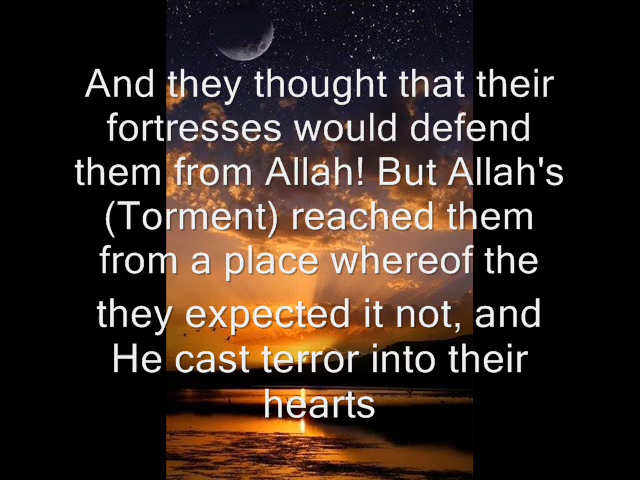 And they thought that their
fortresses would defend
them from Allah! But Allah's
(Torment) reached them
from a place whereof the
they expected it not, and
He cast terror into their
hearts